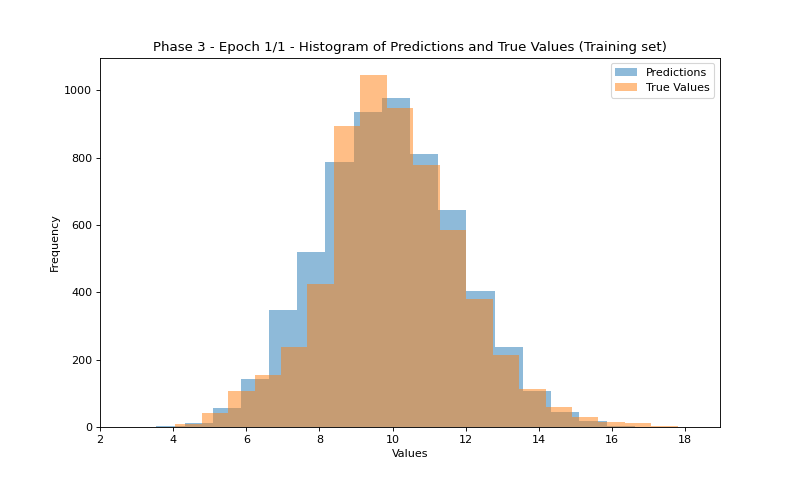 Phase 3 - Epoch 1/1 - Histogram of Predictions and True Values (Training set)
Predictions
True Values
Frequency
1000
800
600
400
200
0
2 4 6 8 10 12 14 16 18
Values